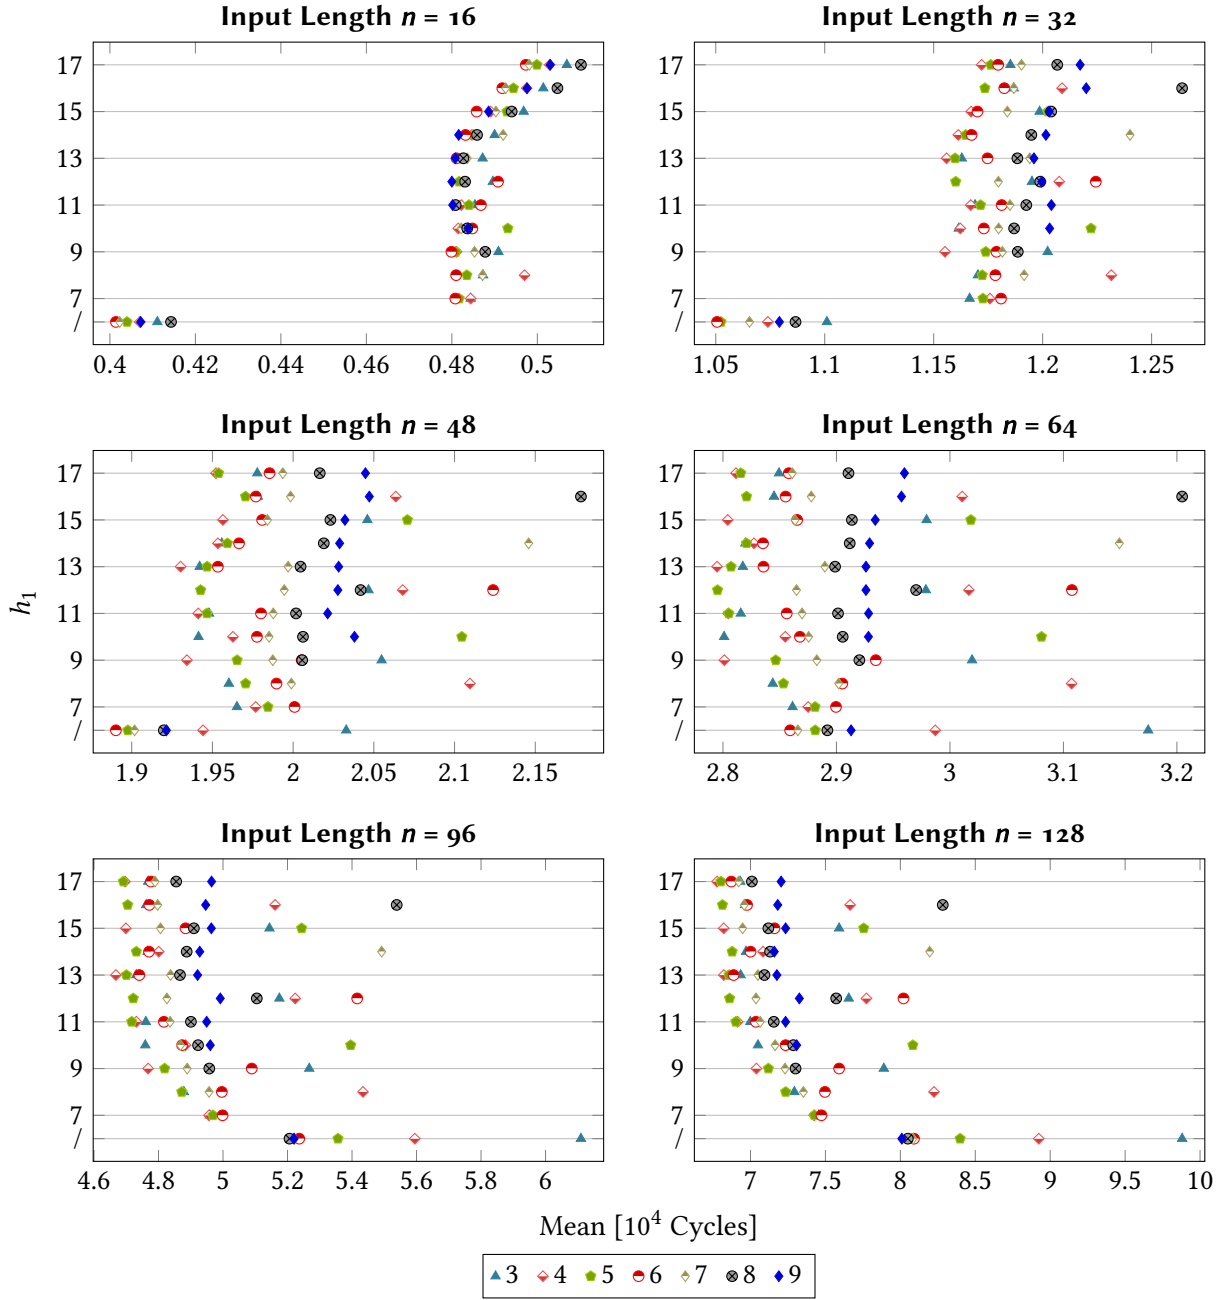 Input Length n = 16
17
15
13
11
9
7
/
0.4 0.42 0.44 0.46 0.48 0.5
Input Length n = 32
17
15
13
11
9
7
/
1.05 1.1 1.15 1.2 1.25
Input Length n = 48
17
15
13
11
9
7
/
1.9 1.95 2 2.05 2.1 2.15
Input Length n = 64
17
15
13
11
9
7
/
2.8 2.9 3 3.1 3.2
h₁
Input Length n = 96
17
15
13
11
9
7
/
4.6 4.8 5 5.2 5.4 5.6 5.8 6
Input Length n = 128
17
15
13
11
9
7
/
7 7.5 8 8.5 9 9.5 10
Mean [10⁴ Cycles]
3 4 5 6 7 8 9